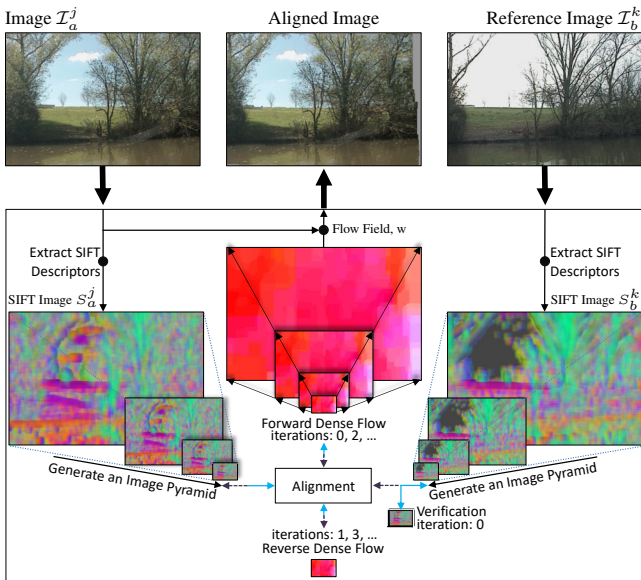 Image $\mathcal{I}_a^j$
Aligned Image
Reference Image $\mathcal{I}_b^k$
Flow Field, w
Extract SIFT
Descriptors
Extract SIFT
Descriptors
SIFT Image $S_a^j$
SIFT Image $S_b^k$
Forward Dense Flow
iterations: 0, 2, ...
Generate an Image Pyramid
Alignment
Generate an Image Pyramid
Verification
iteration: 0
iterations: 1, 3, ...
Reverse Dense Flow